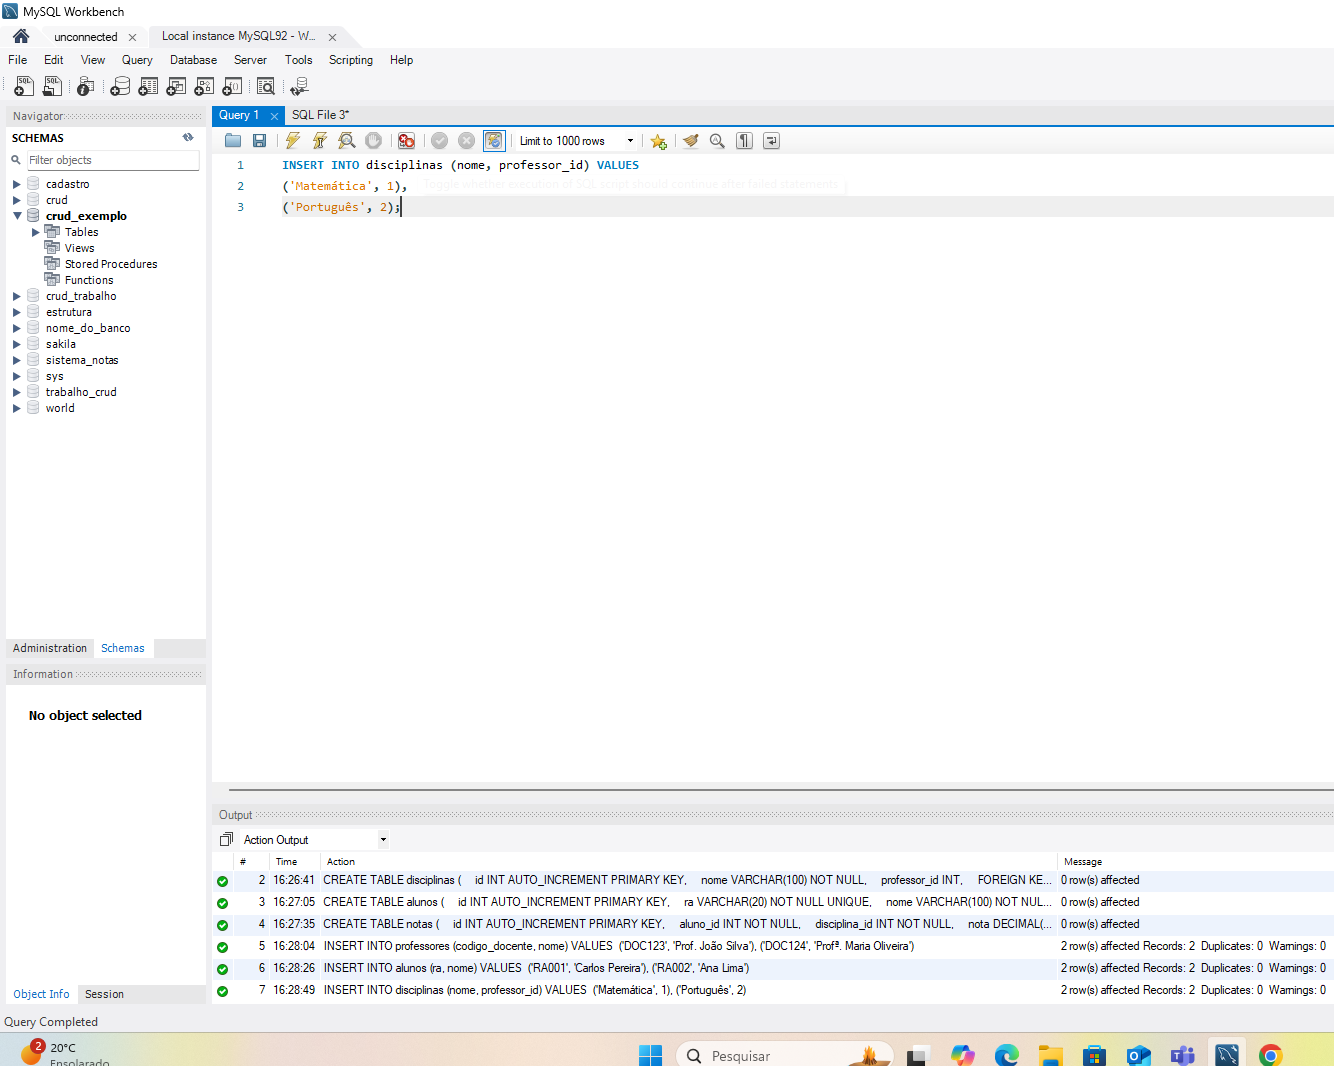 MySQL Workbench
unconnected
Local instance MySQL92 - W...
File Edit View Query Database Server Tools Scripting Help
Navigator
SCHEMAS
Filter objects
cadastro
crud
crud_exemplo
Tables
Views
Stored Procedures
Functions
crud_trabalho
estrutura
nome_do_banco
sakila
sistema_notas
sys
trabalho_crud
world
Administration Schemas
Information
No object selected
Object Info Session
Query 1 SQL File 3*
Limit to 1000 rows
1 INSERT INTO disciplinas (nome, professor_id) VALUES
2 ('Matemática', 1),
Toggle whether execution of SQL script should continue after failed statements
3 ('Português', 2);
Output
Action Output
# Time Action Message
2 16:26:41 CREATE TABLE disciplinas ( id INT AUTO_INCREMENT PRIMARY KEY, nome VARCHAR(100) NOT NULL, professor_id INT, FOREIGN KE... 0 row(s) affected
3 16:27:05 CREATE TABLE alunos ( id INT AUTO_INCREMENT PRIMARY KEY, ra VARCHAR(20) NOT NULL UNIQUE, nome VARCHAR(100) NOT NUL... 0 row(s) affected
4 16:27:35 CREATE TABLE notas ( id INT AUTO_INCREMENT PRIMARY KEY, aluno_id INT NOT NULL, disciplina_id INT NOT NULL, nota DECIMAL(... 0 row(s) affected
5 16:28:04 INSERT INTO professores (codigo_docente, nome) VALUES ('DOC123', 'Prof. João Silva'), ('DOC124', 'Profª. Maria Oliveira') 2 row(s) affected Records: 2 Duplicates: 0 Warnings: 0
6 16:28:26 INSERT INTO alunos (ra, nome) VALUES ('RA001', 'Carlos Pereira'), ('RA002', 'Ana Lima') 2 row(s) affected Records: 2 Duplicates: 0 Warnings: 0
7 16:28:49 INSERT INTO disciplinas (nome, professor_id) VALUES ('Matemática', 1), ('Português', 2) 2 row(s) affected Records: 2 Duplicates: 0 Warnings: 0
Query Completed
2
20°C
Ensolarado
Pesquisar